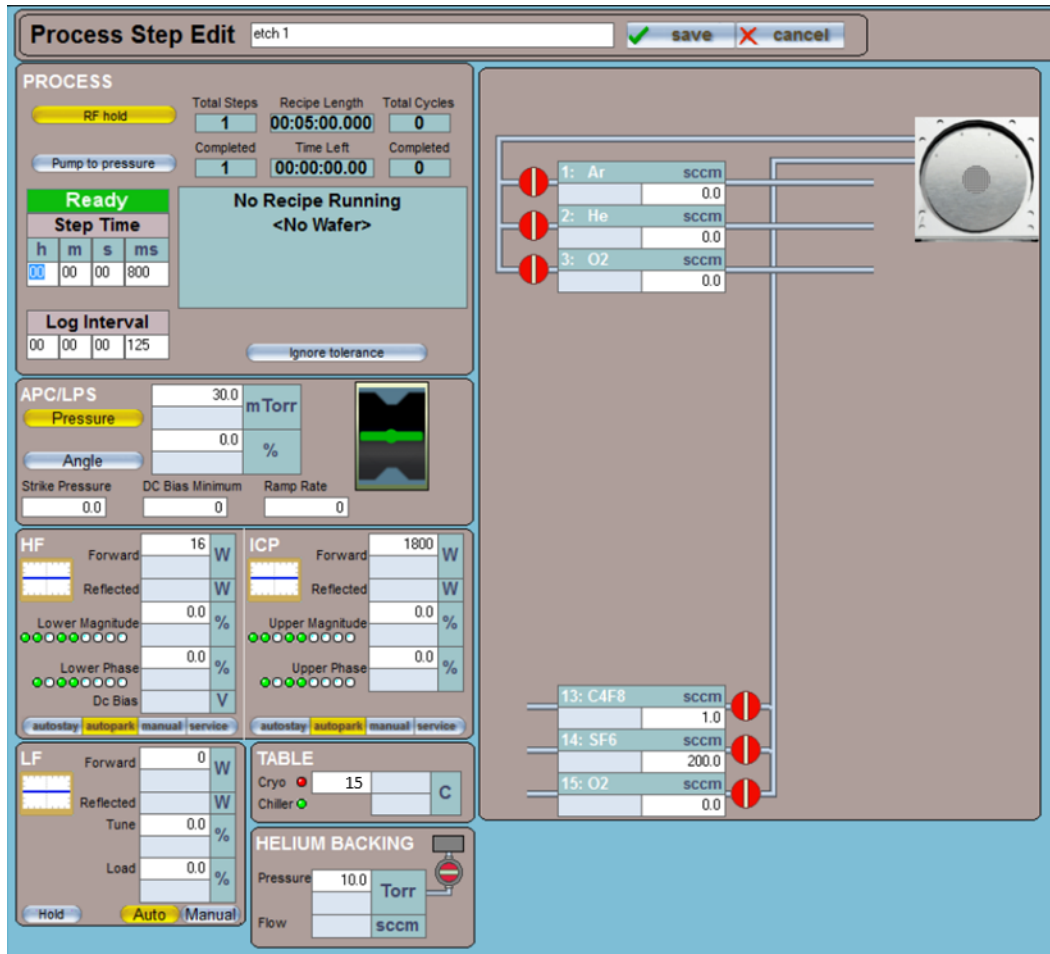 Process Step Edit etch 1 save cancel
PROCESS
RF hold
Total Steps Recipe Length Total Cycles
1 00:05:00.000 0
Pump to pressure
Completed Time Left Completed
1 00:00:00.00 0
Ready
Step Time
h m s ms
00 00 00 800
No Recipe Running
<No Wafer>
Log Interval
00 00 00 125
Ignore tolerance
APC/LPS
Pressure 30.0 mTorr
Angle 0.0 %
Strike Pressure DC Bias Minimum Ramp Rate
0.0 0 0
HF
Forward 16 W
Reflected W
Lower Magnitude 0.0 %
Lower Phase 0.0 %
Dc Bias V
autostay autopark manual service
ICP
Forward 1800 W
Reflected W
Upper Magnitude 0.0 %
Upper Phase 0.0 %
autostay autopark manual service
LF
Forward 0 W
Reflected W
Tune 0.0 %
Load 0.0 %
Hold Auto Manual
TABLE
Cryo 15 C
Chiller
HELIUM BACKING
Pressure 10.0 Torr
Flow sccm
1: Ar sccm
0.0
2: He sccm
0.0
3: O2 sccm
0.0
13: C4F8 sccm
1.0
14: SF6 sccm
200.0
15: O2 sccm
0.0